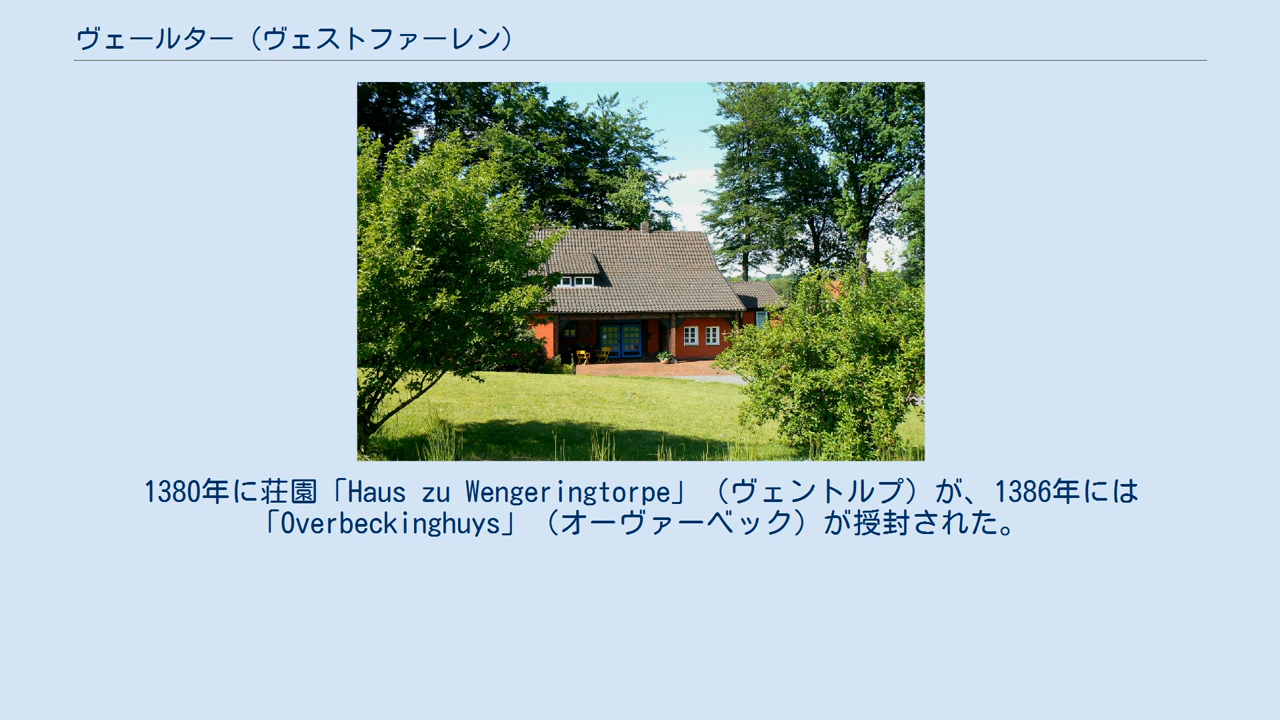 ヴェールター（ヴェストファーレン）
1380年に荘園「Haus zu Wengeringtorpe」（ヴェントルプ）が、1386年には
「Overbeckinghuys」（オーヴァーベック）が授封された。